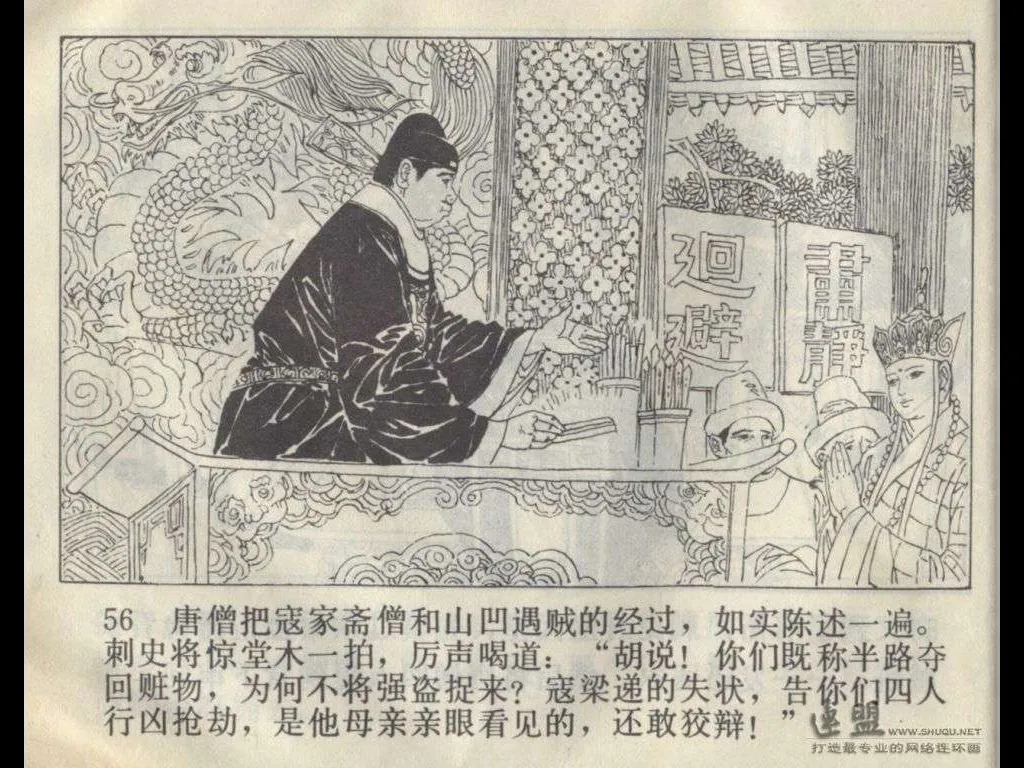 迴避
肅靜
56 唐僧把寇家斋僧和山凹遇贼的经过，如实陈述一遍。
刺史将惊堂木一拍，厉声喝道：“胡说！你们既称半路夺
回赃物，为何不将强盗捉来？寇梁递的失状，告你们四人
行凶抢劫，是他母亲亲眼看见的，还敢狡辩！”
连盟
WWW.SHUQU.NET
打造最专业的网络连环画